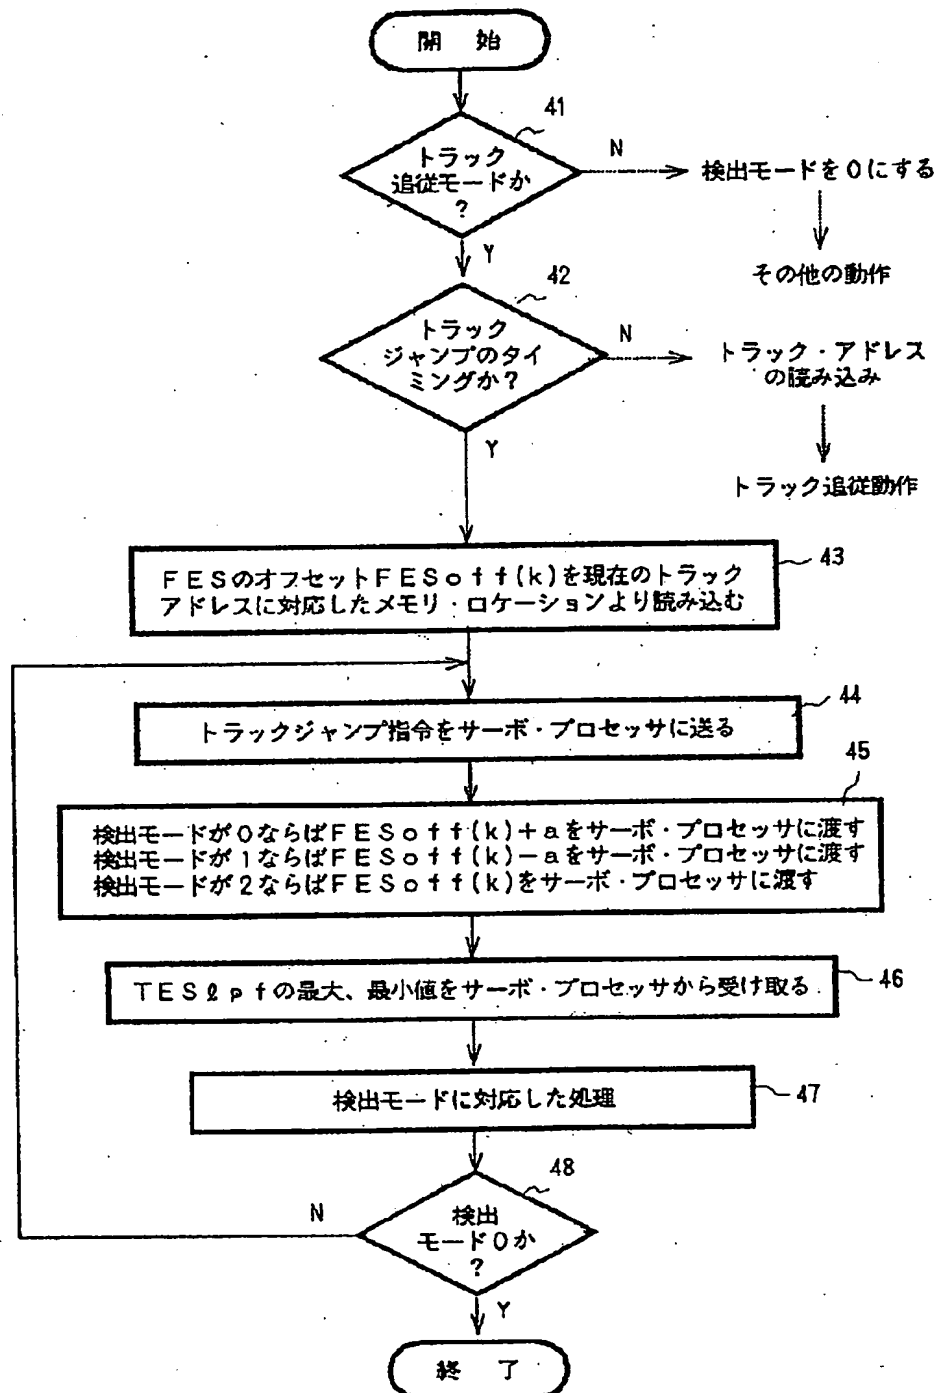 開 始
41
トラック
追従モードか
?
N
検出モードを0にする
その他の動作
Y
42
トラック
ジャンプのタイ
ミングか?
N
トラック・アドレス
の読み込み
トラック追従動作
Y
43
FESのオフセットFESoff(k)を現在のトラック
アドレスに対応したメモリ・ロケーションより読み込む
44
トラックジャンプ指令をサーボ・プロセッサに送る
45
検出モードが0ならばFESoff(k)+aをサーボ・プロセッサに渡す
検出モードが1ならばFESoff(k)-aをサーボ・プロセッサに渡す
検出モードが2ならばFESoff(k)をサーボ・プロセッサに渡す
46
TESℓpfの最大、最小値をサーボ・プロセッサから受け取る
47
検出モードに対応した処理
48
検出
モード0か
?
N
Y
終 了